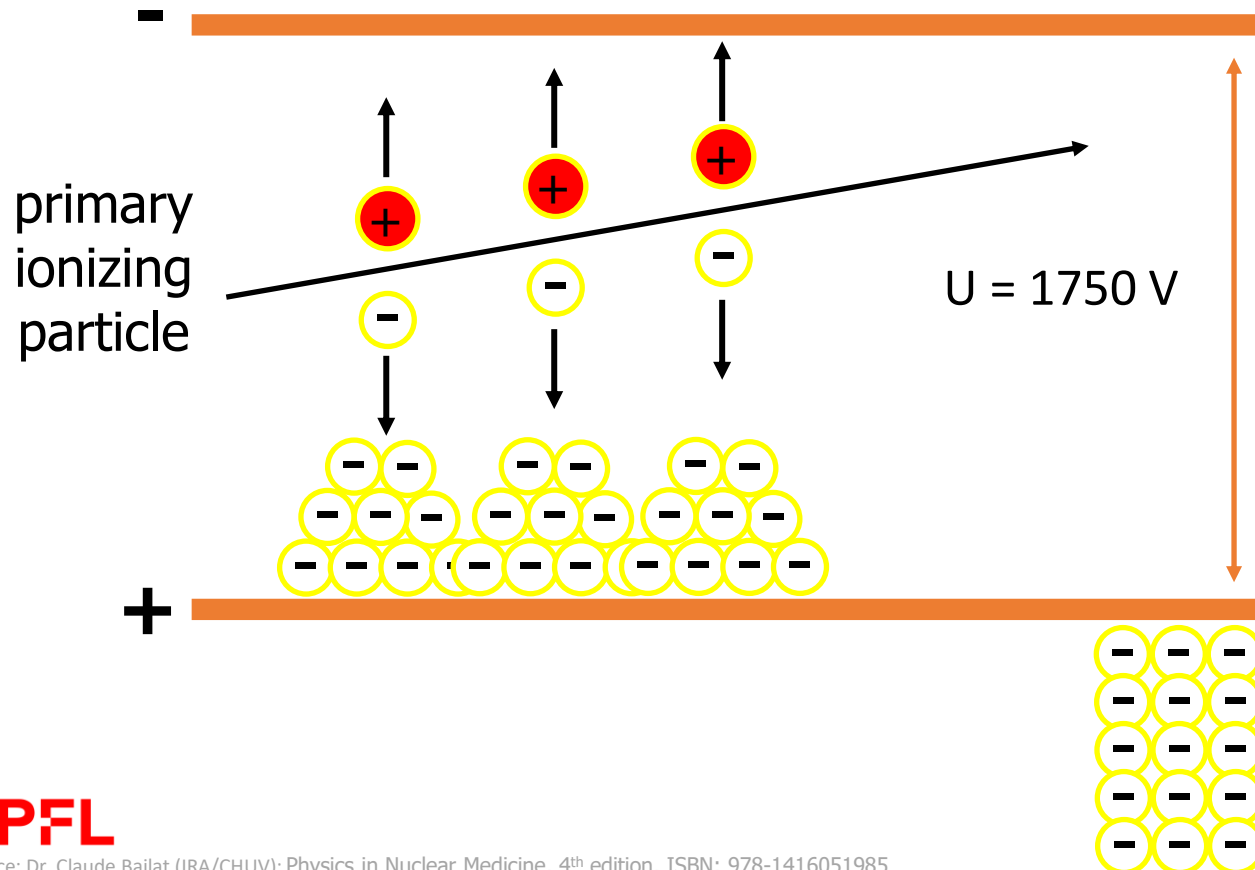 -
primary
ionizing
particle
+
+
+
-
-
-
U = 1750 V
- - - - - -
- - - - - - - - -
- - - - - - - - - - -
+
- - -
- - -
- - -
- - -
- - -
PFL
ce: Dr. Claude Bailat (IRA/CHUV); Physics in Nuclear Medicine, 4th edition, ISBN: 978-1416051985